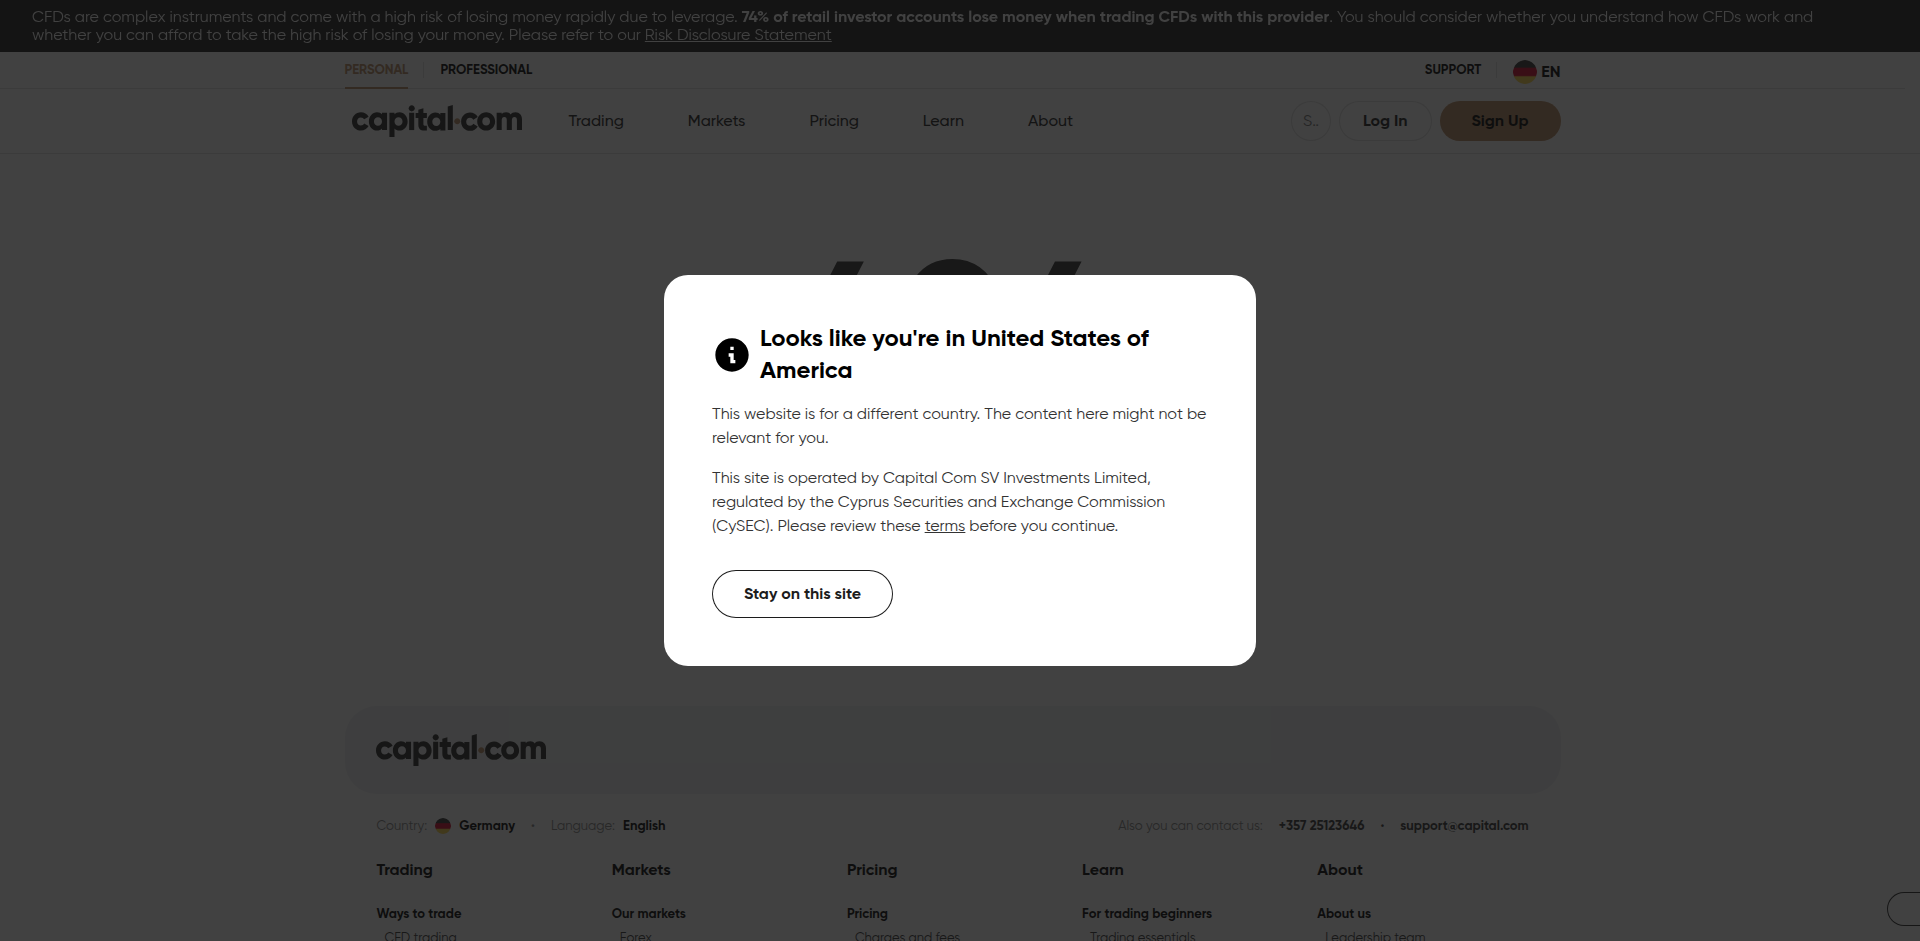 CFDs are complex instruments and come with a high risk of losing money rapidly due to leverage. 74% of retail investor accounts lose money when trading CFDs with this provider. You should consider whether you understand how CFDs work and
whether you can afford to take the high risk of losing your money. Please refer to our Risk Disclosure Statement
PERSONAL PROFESSIONAL SUPPORT EN
capital.com Trading Markets Pricing Learn About S... Log In Sign Up
Looks like you're in United States of
America
This website is for a different country. The content here might not be
relevant for you.
This site is operated by Capital Com SV Investments Limited,
regulated by the Cyprus Securities and Exchange Commission
(CySEC). Please review these terms before you continue.
Stay on this site
capital.com
Country: Germany • Language: English Also you can contact us: +357 25123646 • support@capital.com
Trading Markets Pricing Learn About
Ways to trade Our markets Pricing For trading beginners About us
CFD trading Forex Charges and fees Trading essentials Leadership team